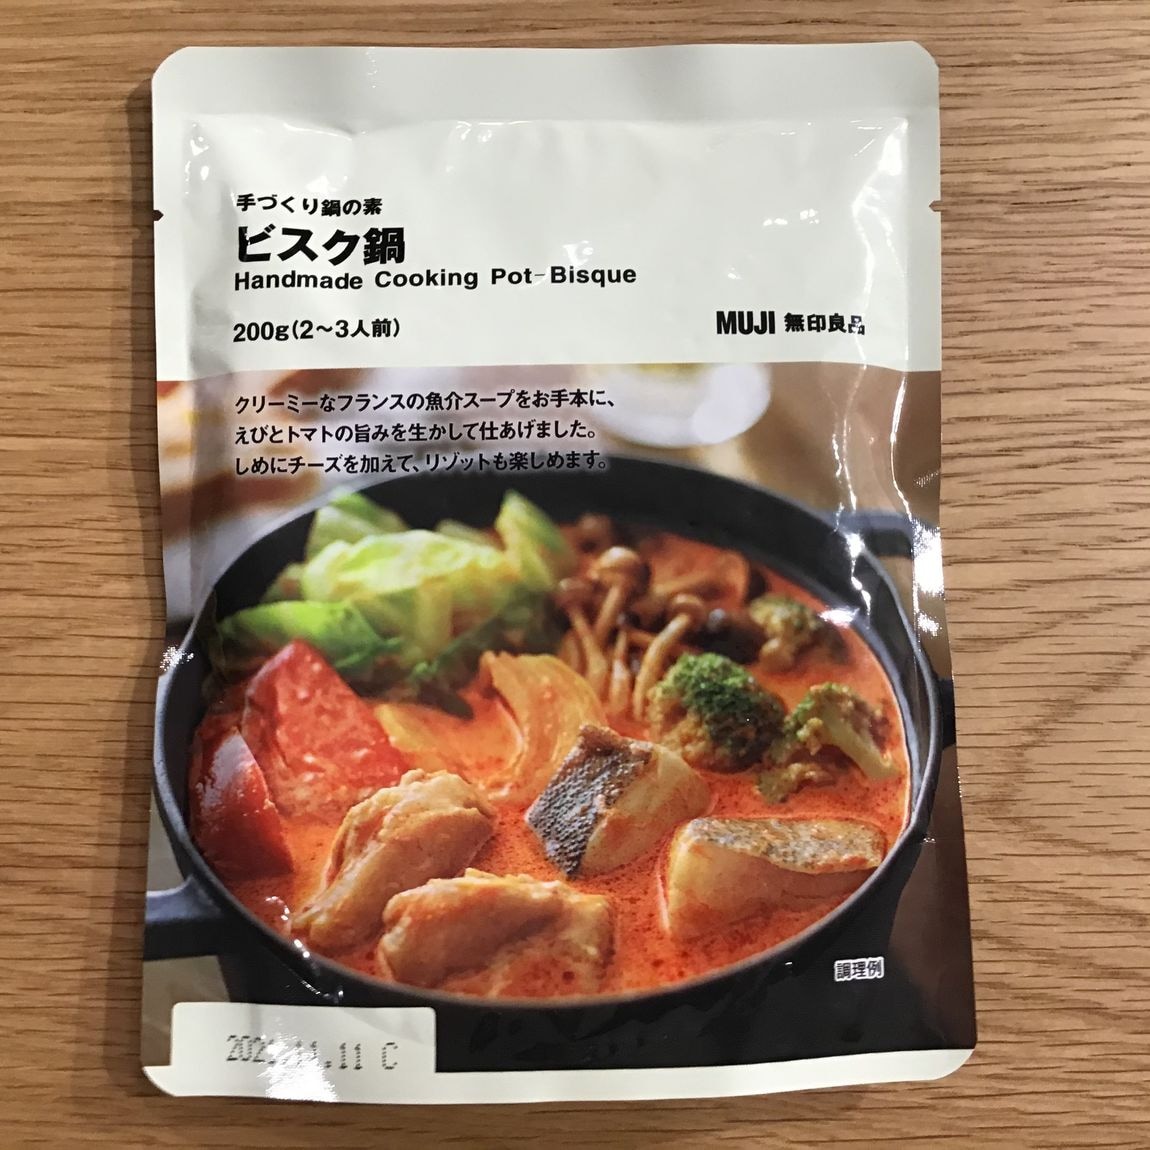 手づくり鍋の素
ビスク鍋
Handmade Cooking Pot-Bisque
200g(2〜3人前)
MUJI 無印良品
クリーミーなフランスの魚介スープをお手本に、
えびとトマトの旨みを生かして仕あげました。
しめにチーズを加えて、リゾットも楽しめます。
調理例
11 C